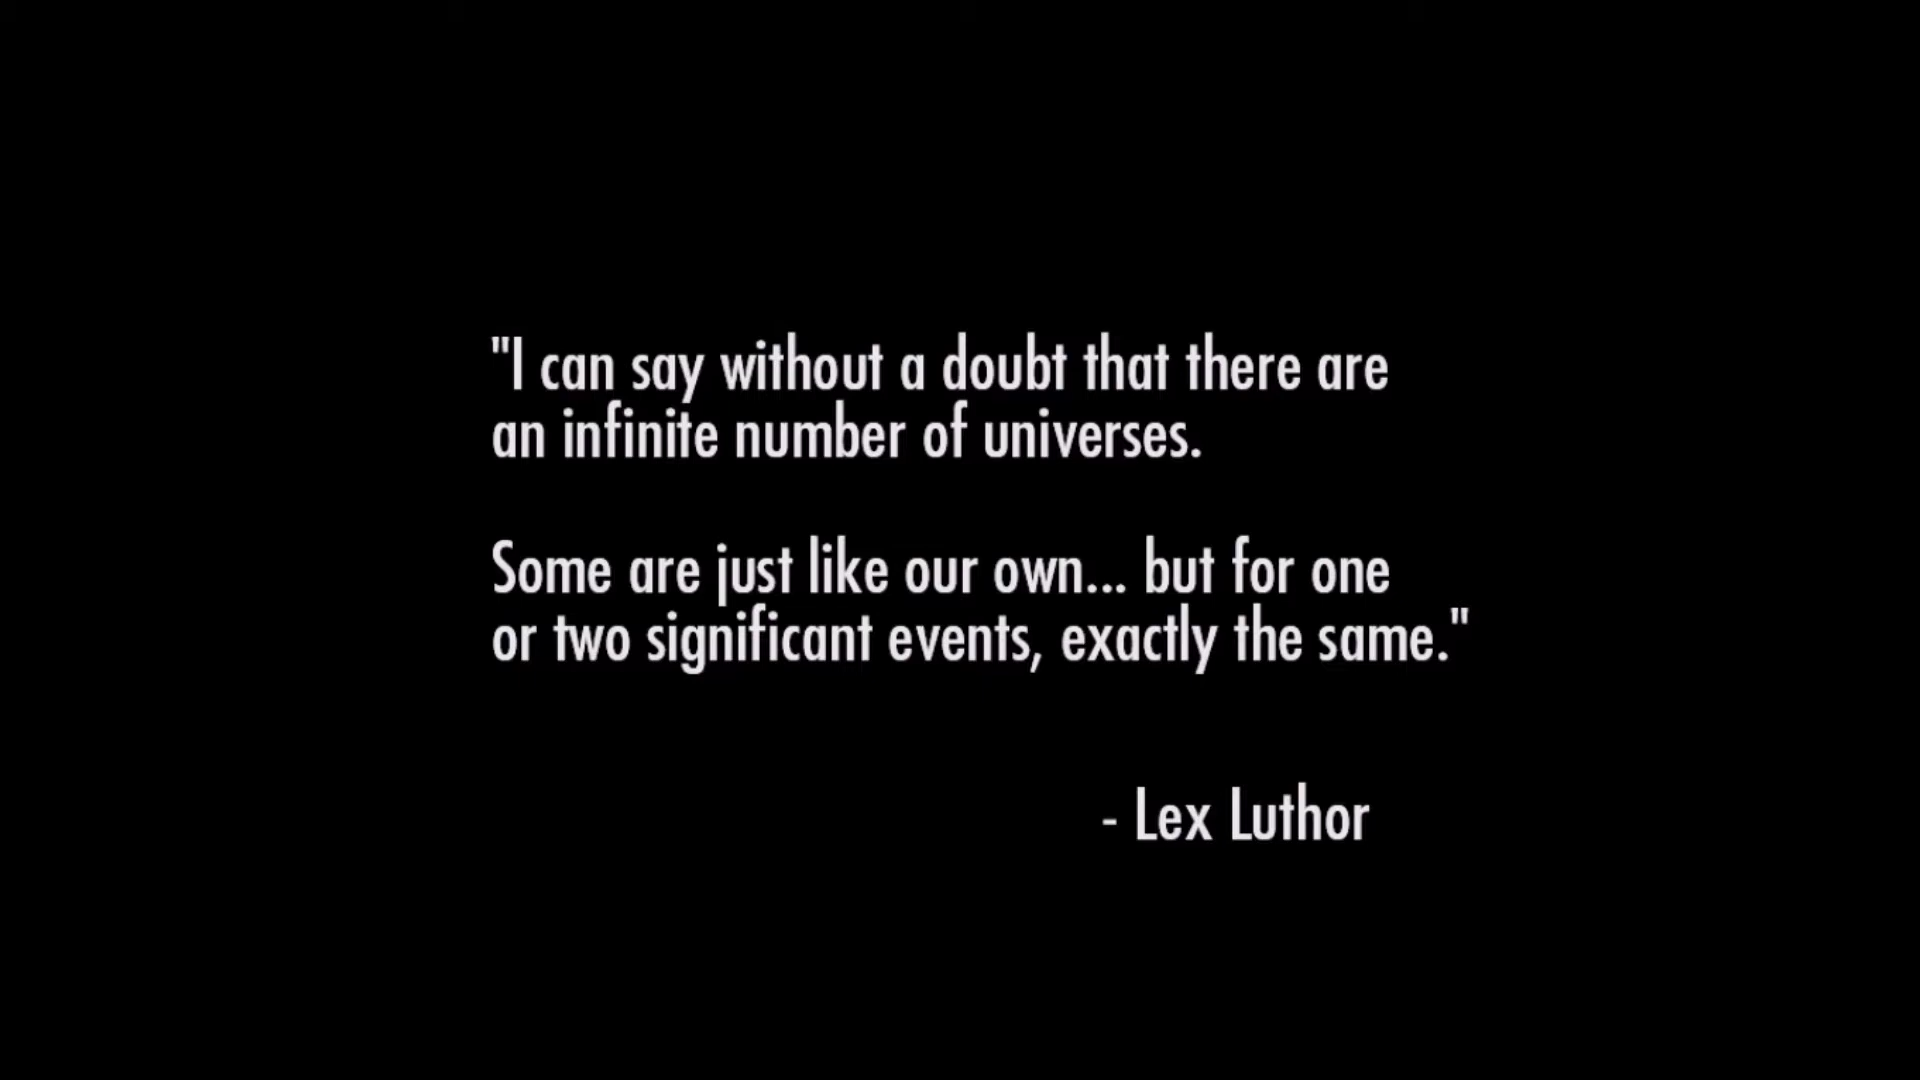 "I can say without a doubt that there are
an infinite number of universes.
Some are just like our own... but for one
or two significant events, exactly the same."
- Lex Luthor